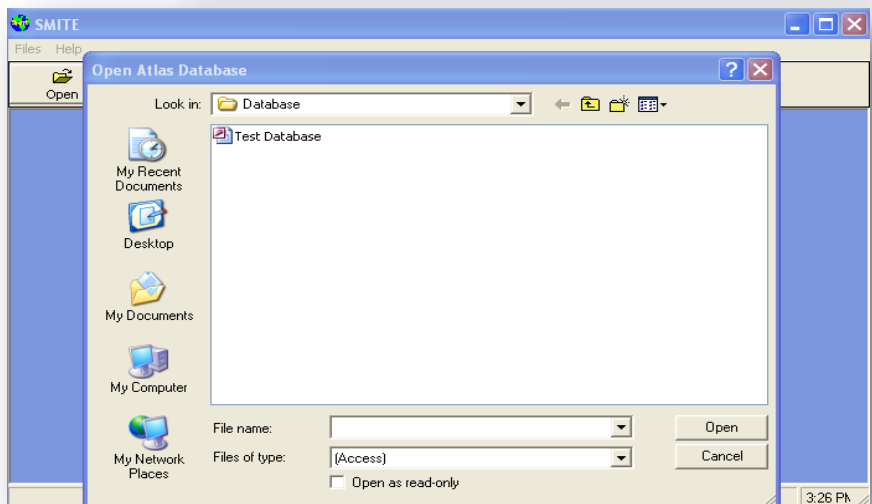 SMITE
Files Help
Open
Open Atlas Database
Look in: Database
Test Database
My Recent
Documents
Desktop
My Documents
My Computer
My Network
Places
File name:
Open
Files of type: (Access)
Cancel
Open as read-only
3:26 PM